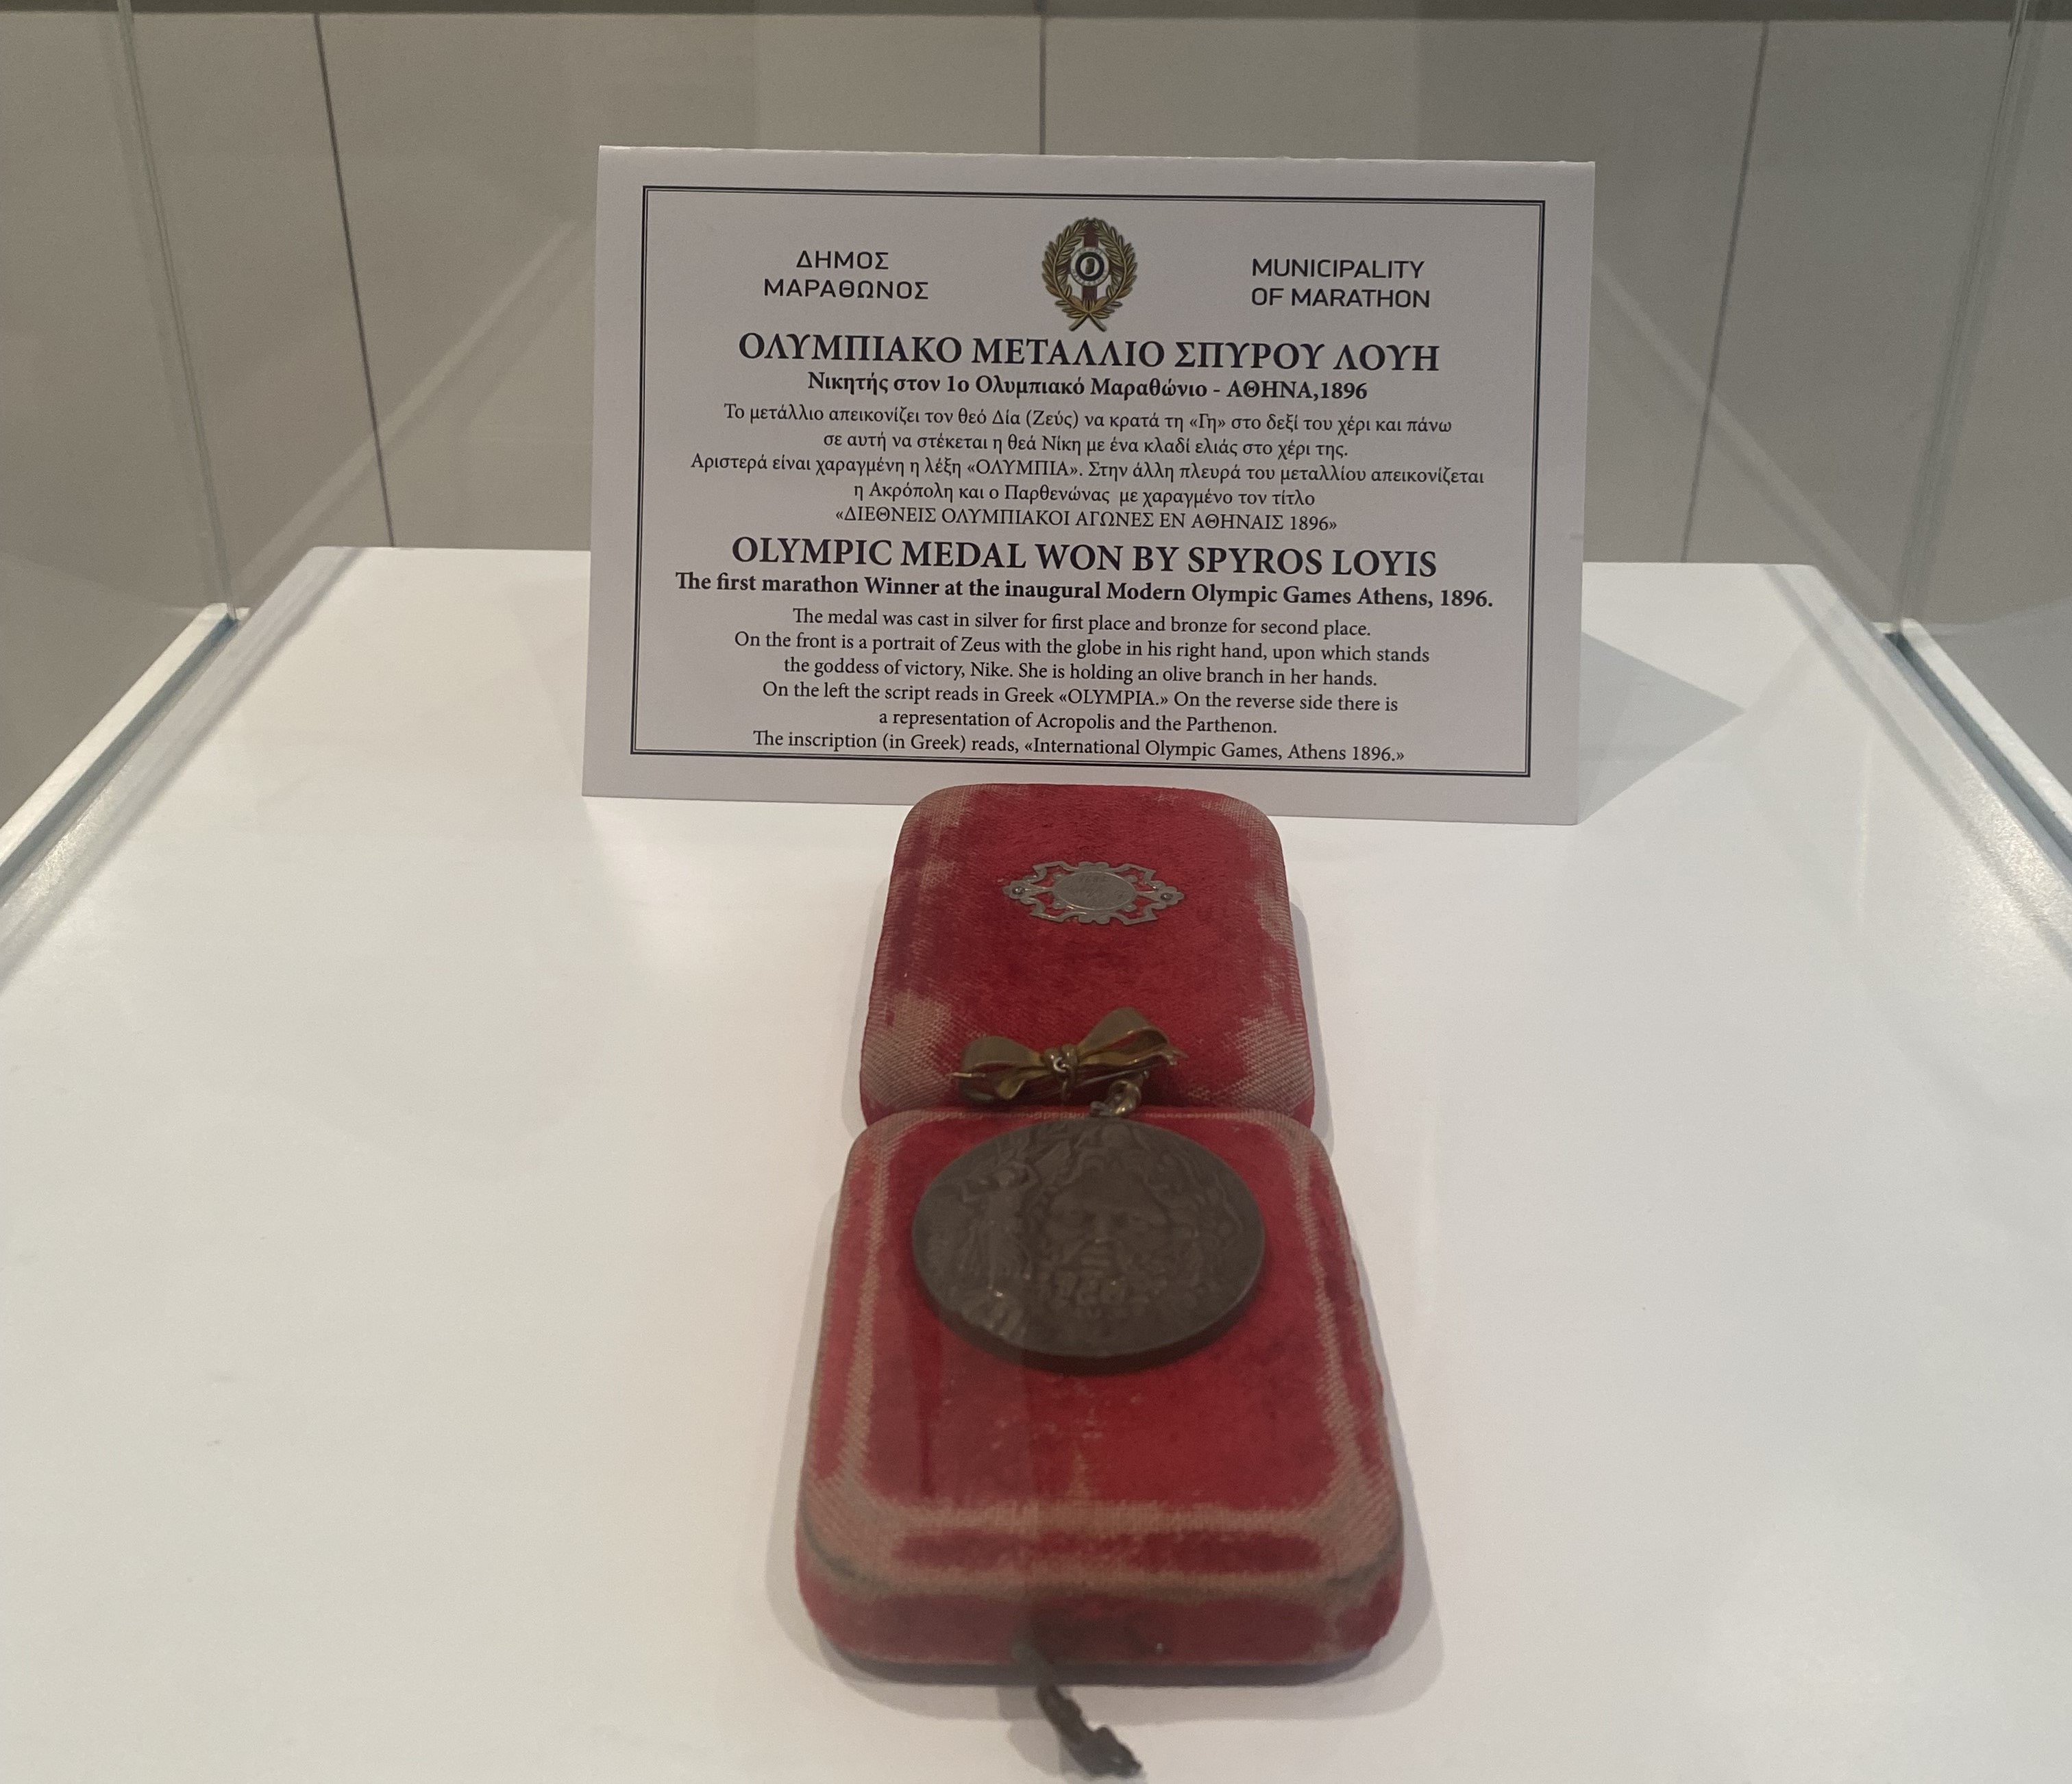 ΔΗΜΟΣ
ΜΑΡΑΘΩΝΟΣ
MUNICIPALITY
OF MARATHON
ΟΛΥΜΠΙΑΚΟ ΜΕΤΑΛΛΙΟ ΣΠΥΡΟΥ ΛΟΥΗ
Νικητής στον 1ο Ολυμπιακό Μαραθώνιο - ΑΘΗΝΑ,1896
Το μετάλλιο απεικονίζει τον θεό Δία (Ζεύς) να κρατά τη «Γη» στο δεξί του χέρι και πάνω
σε αυτή να στέκεται η θεά Νίκη με ένα κλαδί ελιάς στο χέρι της.
Αριστερά είναι χαραγμένη η λέξη «ΟΛΥΜΠΙΑ». Στην άλλη πλευρά του μεταλλίου απεικονίζεται
η Ακρόπολη και ο Παρθενώνας με χαραγμένο τον τίτλο
«ΔΙΕΘΝΕΙΣ ΟΛΥΜΠΙΑΚΟΙ ΑΓΩΝΕΣ ΕΝ ΑΘΗΝΑΙΣ 1896»
OLYMPIC MEDAL WON BY SPYROS LOYIS
The first marathon Winner at the inaugural Modern Olympic Games Athens, 1896.
The medal was cast in silver for first place and bronze for second place.
On the front is a portrait of Zeus with the globe in his right hand, upon which stands
the goddess of victory, Nike. She is holding an olive branch in her hands.
On the left the script reads in Greek «OLYMPIA.» On the reverse side there is
a representation of Acropolis and the Parthenon.
The inscription (in Greek) reads, «International Olympic Games, Athens 1896.»